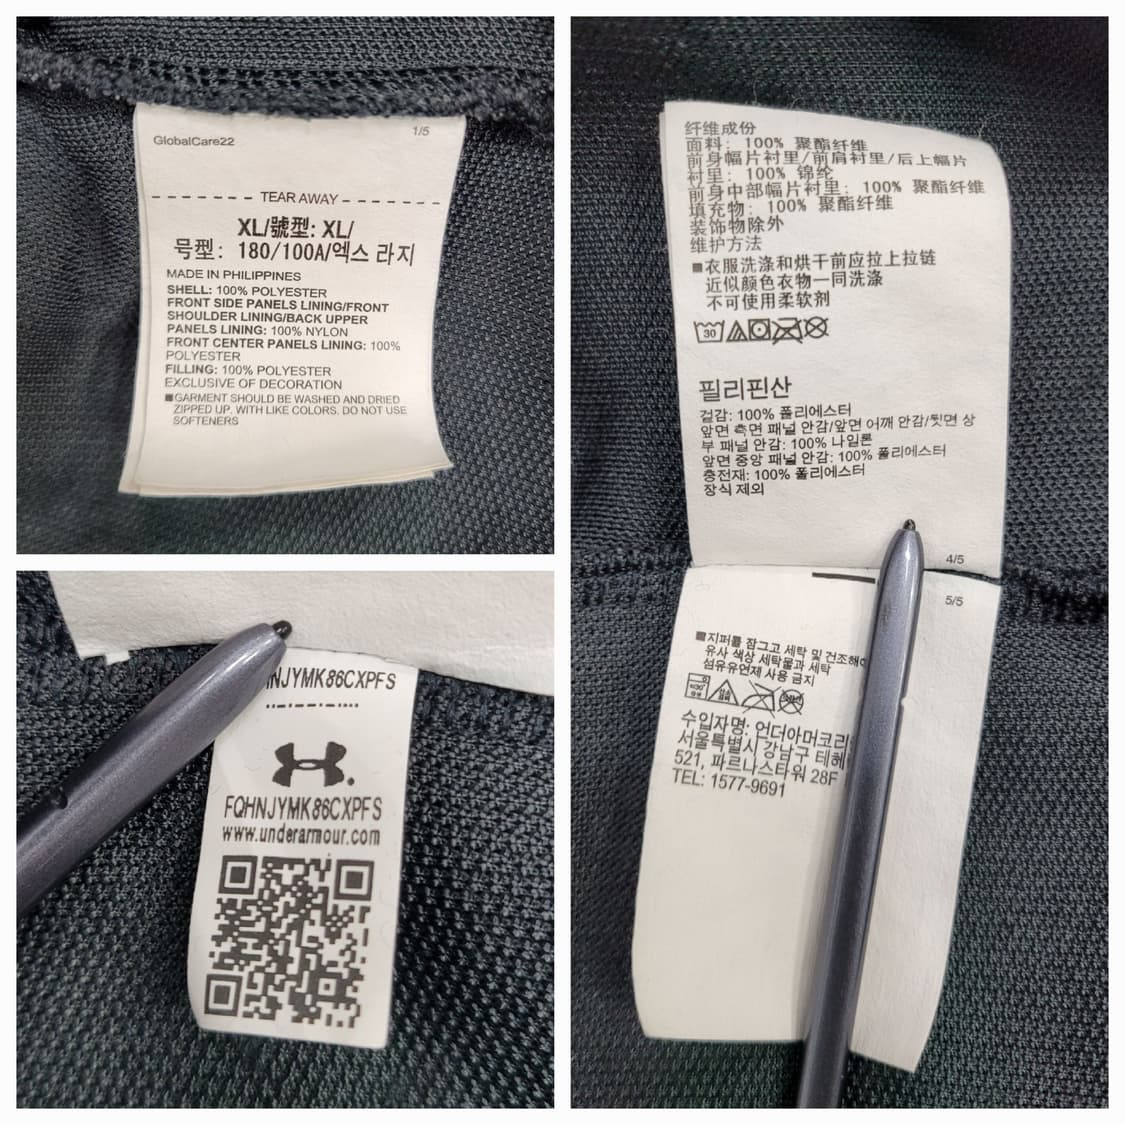 GlobalCare22
1/5
TEAR AWAY
XL/號型: XL/
号型: 180/100A/엑스 라지
MADE IN PHILIPPINES
SHELL: 100% POLYESTER
FRONT SIDE PANELS LINING/FRONT
SHOULDER LINING/BACK UPPER
PANELS LINING: 100% NYLON
FRONT CENTER PANELS LINING: 100%
POLYESTER
FILLING: 100% POLYESTER
EXCLUSIVE OF DECORATION
■GARMENT SHOULD BE WASHED AND DRIED
ZIPPED UP. WITH LIKE COLORS. DO NOT USE
SOFTENERS
HNJYMK86CXPFS
FQHNJYMK86CXPFS
www.underarmour.com
纤维成份
面料: 100% 聚酯纤维
前身幅片衬里/前肩衬里/后上幅片
衬里: 100% 锦纶
前身中部幅片衬里: 100% 聚酯纤维
填充物: 100% 聚酯纤维
装饰物除外
维护方法
■衣服洗涤和烘干前应拉上拉链
近似颜色衣物一同洗涤
不可使用柔软剂
30
필리핀산
겉감: 100% 폴리에스터
앞면 측면 패널 안감/앞면 어깨 안감/뒷면 상
부 패널 안감: 100% 나일론
앞면 중앙 패널 안감: 100% 폴리에스터
충전재: 100% 폴리에스터
장식 제외
4/5
5/5
■지퍼를 잠그고 세탁 및 건조해
유사 색상 세탁물과 세탁
섬유유연제 사용 금지
수입자명: 언더아머코리
서울특별시 강남구 테헤
521, 파르나스타워 28F
TEL: 1577-9691